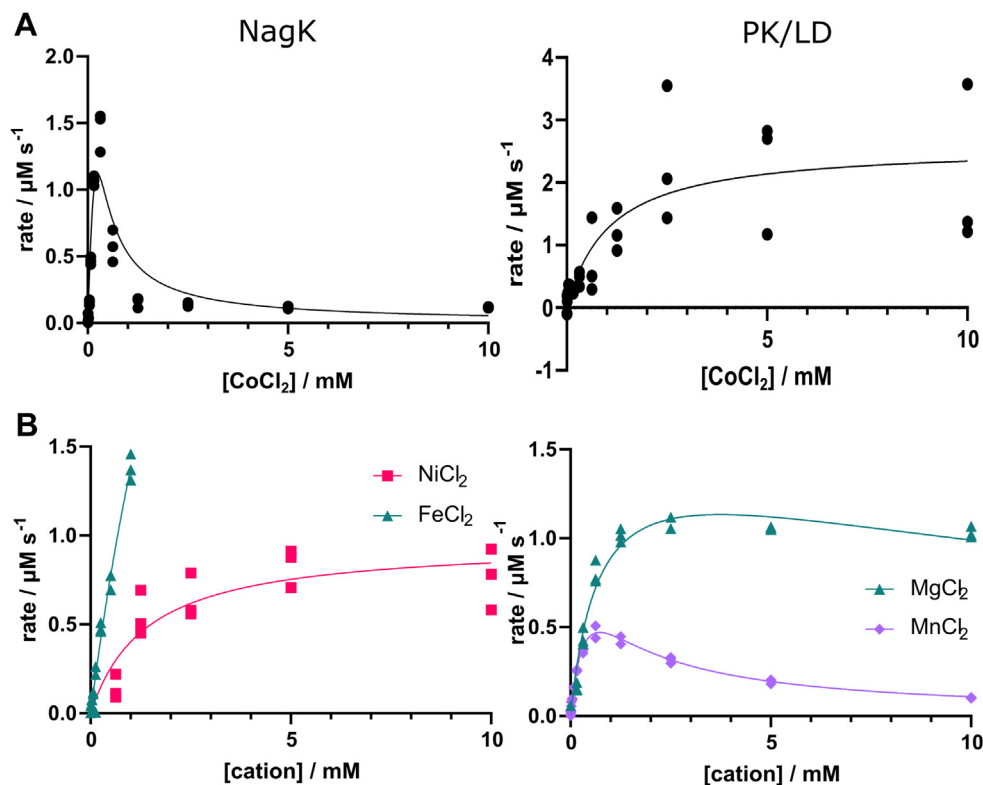 A
NagK
PK/LD
rate / µM s⁻¹
2.0
1.5
1.0
0.5
0.0
0
5
10
[CoCl₂] / mM
rate / µM s⁻¹
4
3
2
1
0
-1
0
5
10
[CoCl₂] / mM
B
rate / µM s⁻¹
1.5
1.0
0.5
0.0
0
5
10
[cation] / mM
NiCl₂
FeCl₂
rate / µM s⁻¹
1.5
1.0
0.5
0.0
0
5
10
[cation] / mM
MgCl₂
MnCl₂